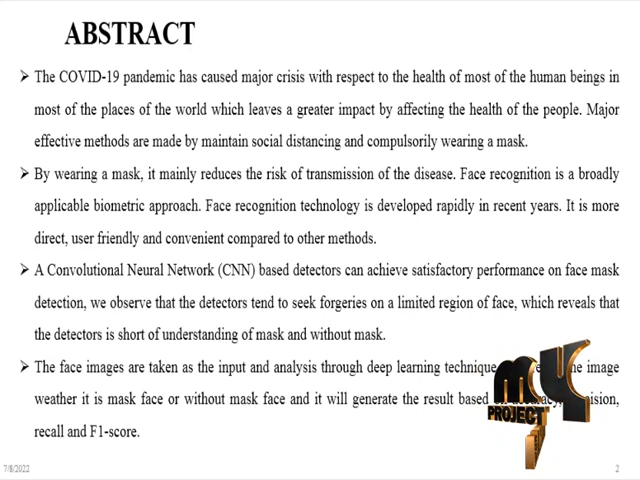 ABSTRACT
➢ The COVID-19 pandemic has caused major crisis with respect to the health of most of the human beings in
most of the places of the world which leaves a greater impact by affecting the health of the people. Major
effective methods are made by maintain social distancing and compulsorily wearing a mask.
➢ By wearing a mask, it mainly reduces the risk of transmission of the disease. Face recognition is a broadly
applicable biometric approach. Face recognition technology is developed rapidly in recent years. It is more
direct, user friendly and convenient compared to other methods.
➢ A Convolutional Neural Network (CNN) based detectors can achieve satisfactory performance on face mask
detection, we observe that the detectors tend to seek forgeries on a limited region of face, which reveals that
the detectors is short of understanding of mask and without mask.
➢ The face images are taken as the input and analysis through deep learning technique image
weather it is mask face or without mask face and it will generate the result based
recall and F1-score.
my
PROJECT
7/8/2022
2